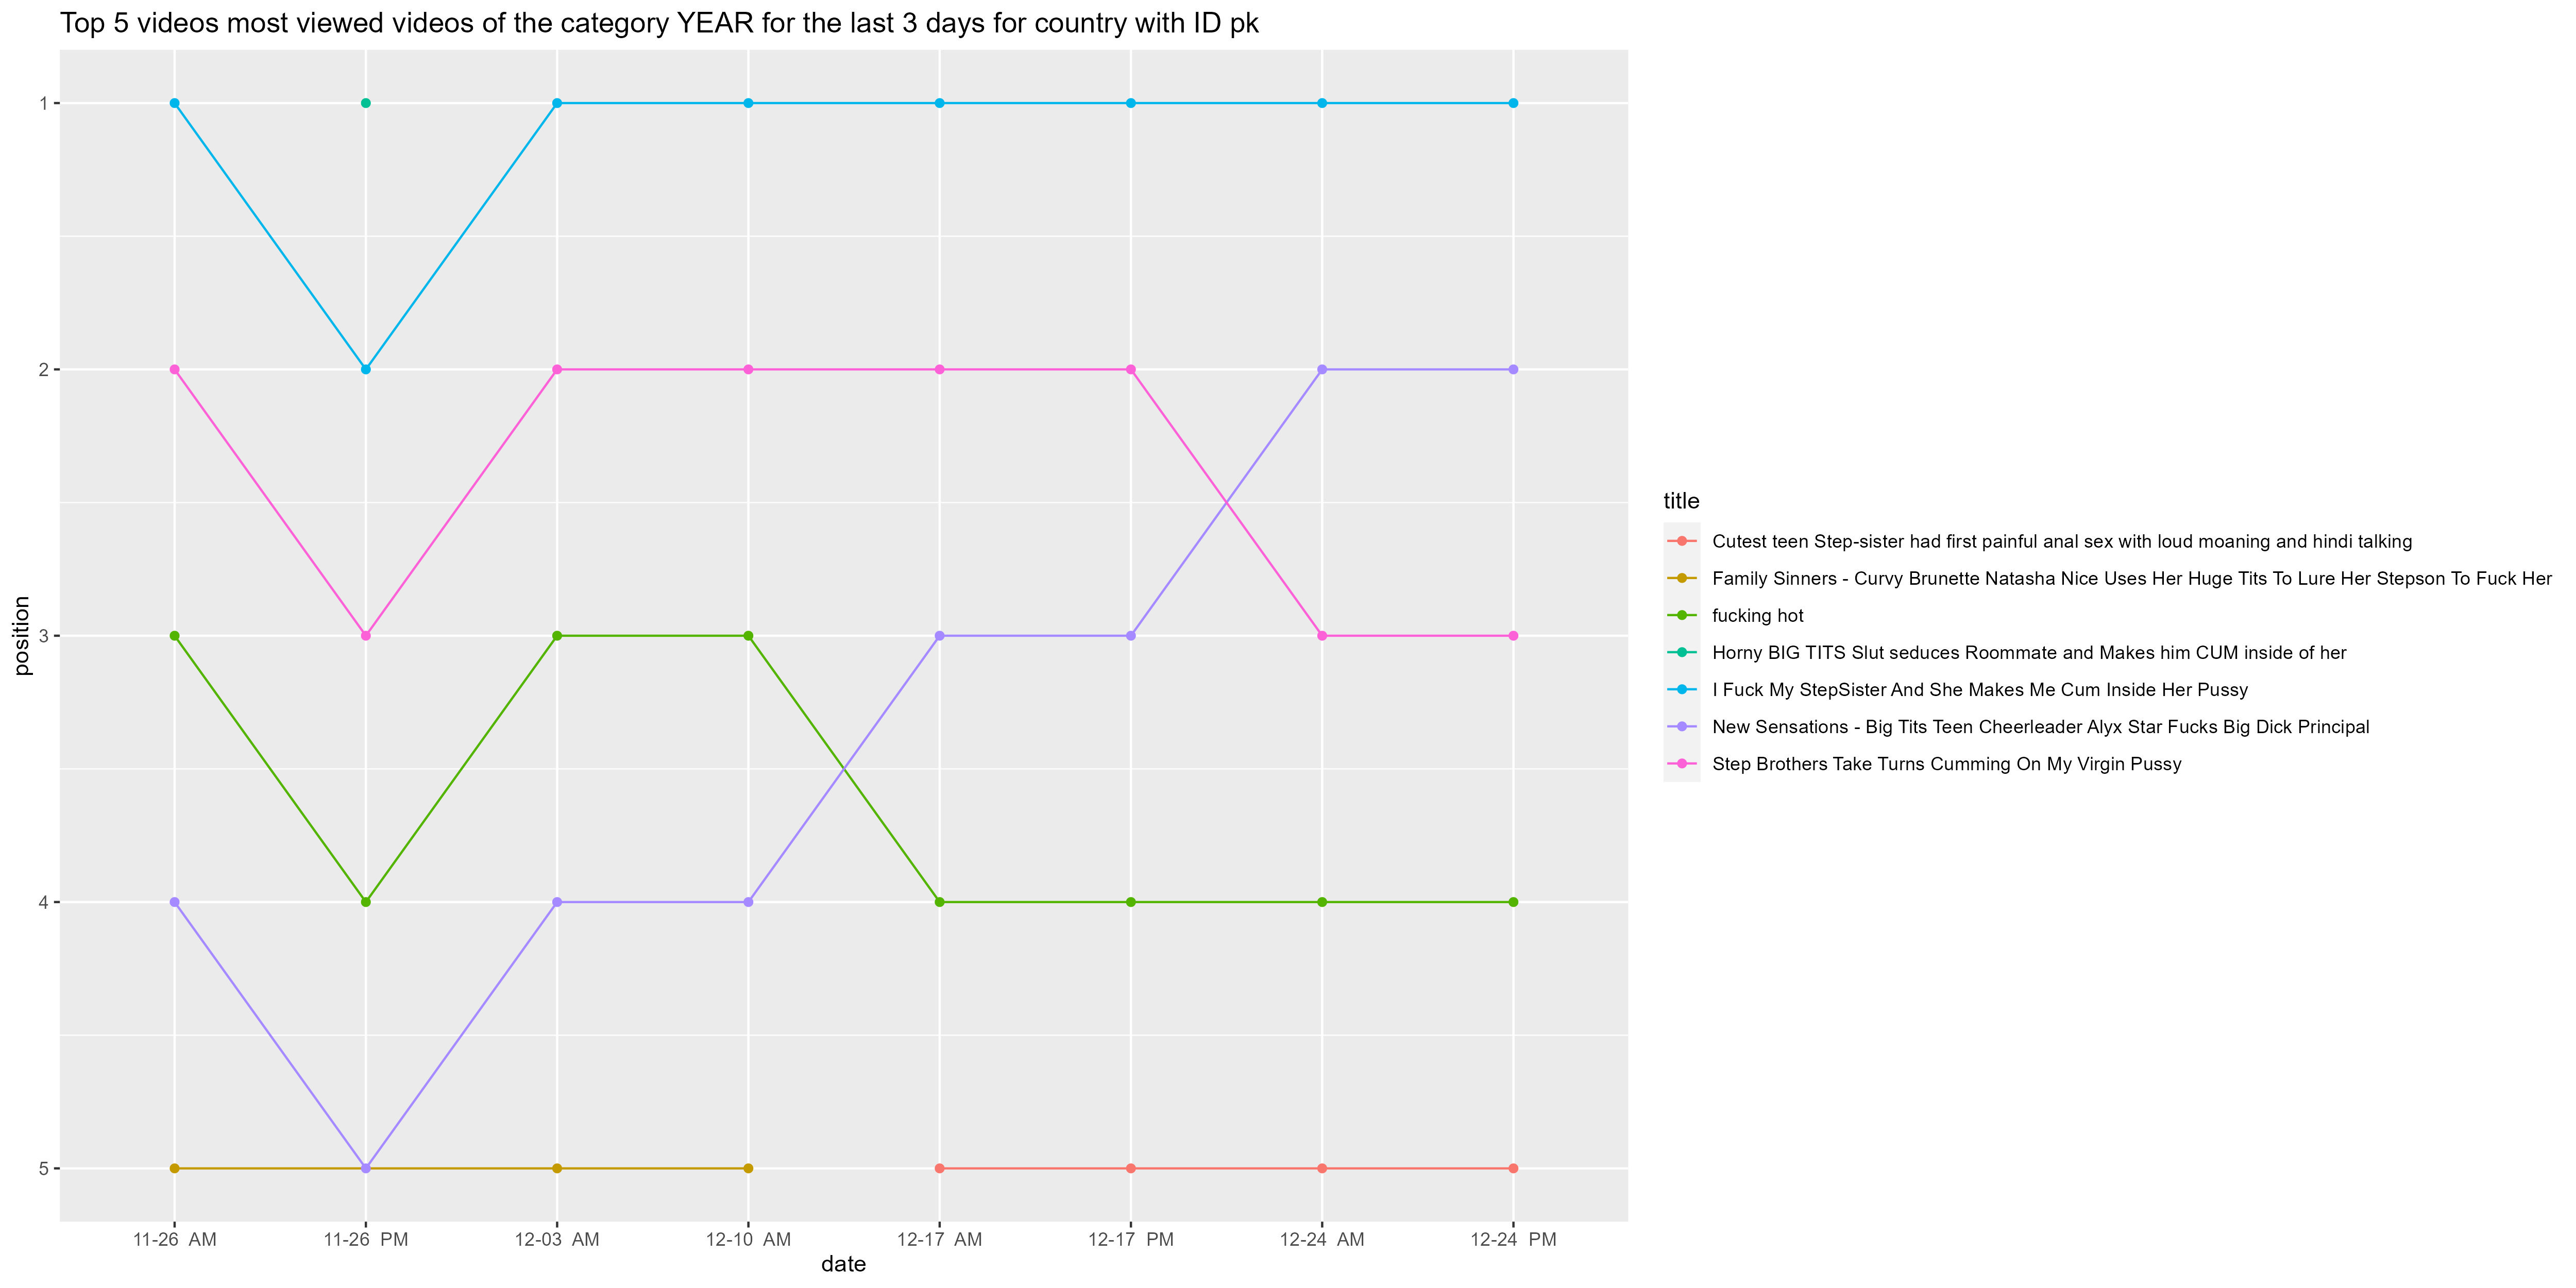 Top 5 videos most viewed videos of the category YEAR for the last 3 days for country with ID pk
1
2
3
4
5
position
11-26 AM
11-26 PM
12-03 AM
12-10 AM
12-17 AM
12-17 PM
12-24 AM
12-24 PM
date
title
Cutest teen Step-sister had first painful anal sex with loud moaning and hindi talking
Family Sinners - Curvy Brunette Natasha Nice Uses Her Huge Tits To Lure Her Stepson To Fuck Her
fucking hot
Horny BIG TITS Slut seduces Roommate and Makes him CUM inside of her
I Fuck My StepSister And She Makes Me Cum Inside Her Pussy
New Sensations - Big Tits Teen Cheerleader Alyx Star Fucks Big Dick Principal
Step Brothers Take Turns Cumming On My Virgin Pussy